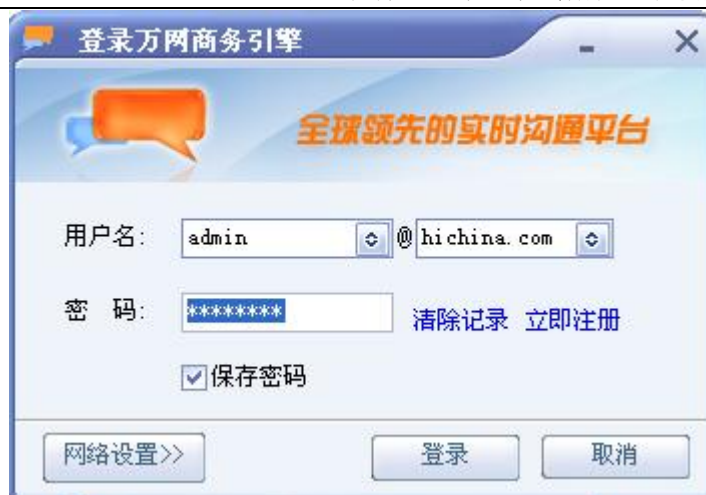 登录万网商务引擎
全球领先的实时沟通平台
用户名: admin @ hichina.com
密 码: ******** 清除记录 立即注册
保存密码
网络设置>> 登录 取消